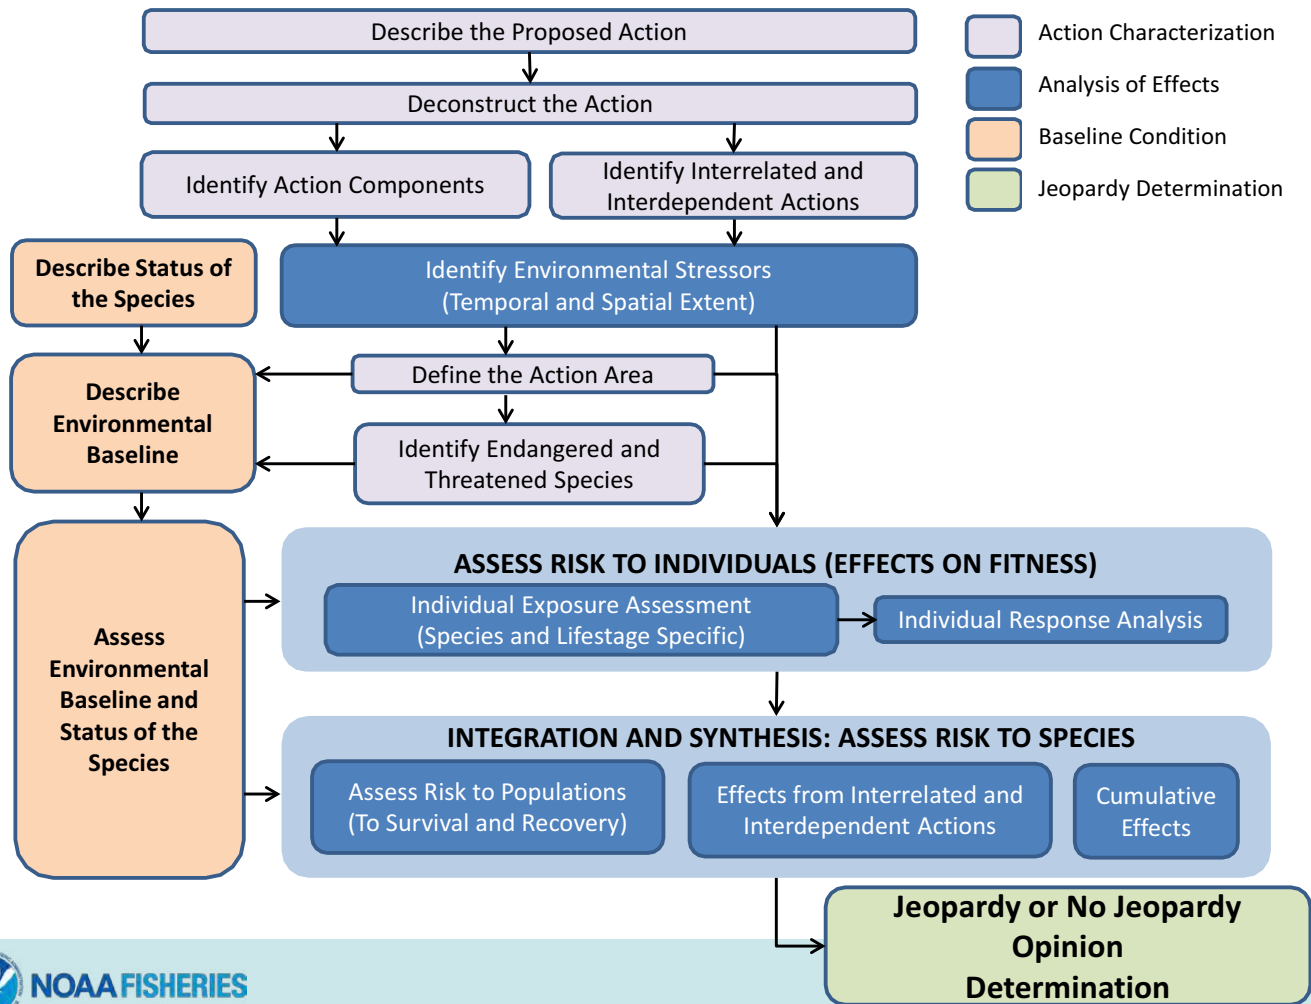 Describe the Proposed Action
Deconstruct the Action
Identify Action Components
Identify Interrelated and
Interdependent Actions
Action Characterization
Analysis of Effects
Baseline Condition
Jeopardy Determination
Describe Status of
the Species
Identify Environmental Stressors
(Temporal and Spatial Extent)
Define the Action Area
Describe
Environmental
Baseline
Identify Endangered and
Threatened Species
Assess
Environmental
Baseline and
Status of the
Species
ASSESS RISK TO INDIVIDUALS (EFFECTS ON FITNESS)
Individual Exposure Assessment
(Species and Lifestage Specific)
Individual Response Analysis
INTEGRATION AND SYNTHESIS: ASSESS RISK TO SPECIES
Assess Risk to Populations
(To Survival and Recovery)
Effects from Interrelated and
Interdependent Actions
Cumulative
Effects
Jeopardy or No Jeopardy
Opinion
Determination
NOAA FISHERIES